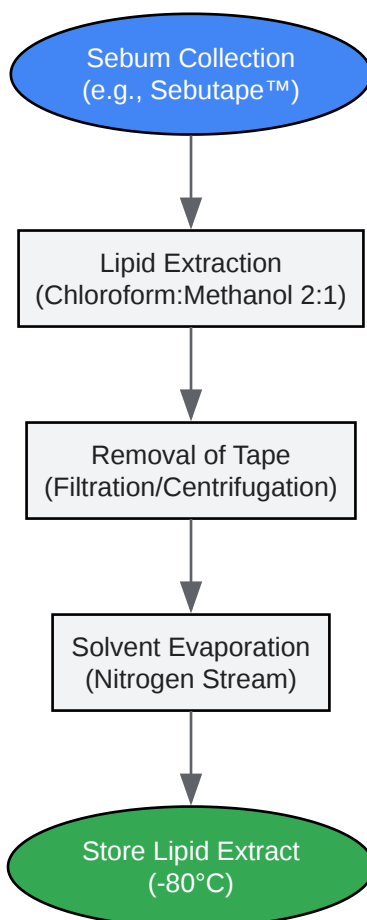 Sebum Collection
(e.g., Sebutape™)
Lipid Extraction
(Chloroform:Methanol 2:1)
Removal of Tape
(Filtration/Centrifugation)
Solvent Evaporation
(Nitrogen Stream)
Store Lipid Extract
(-80°C)